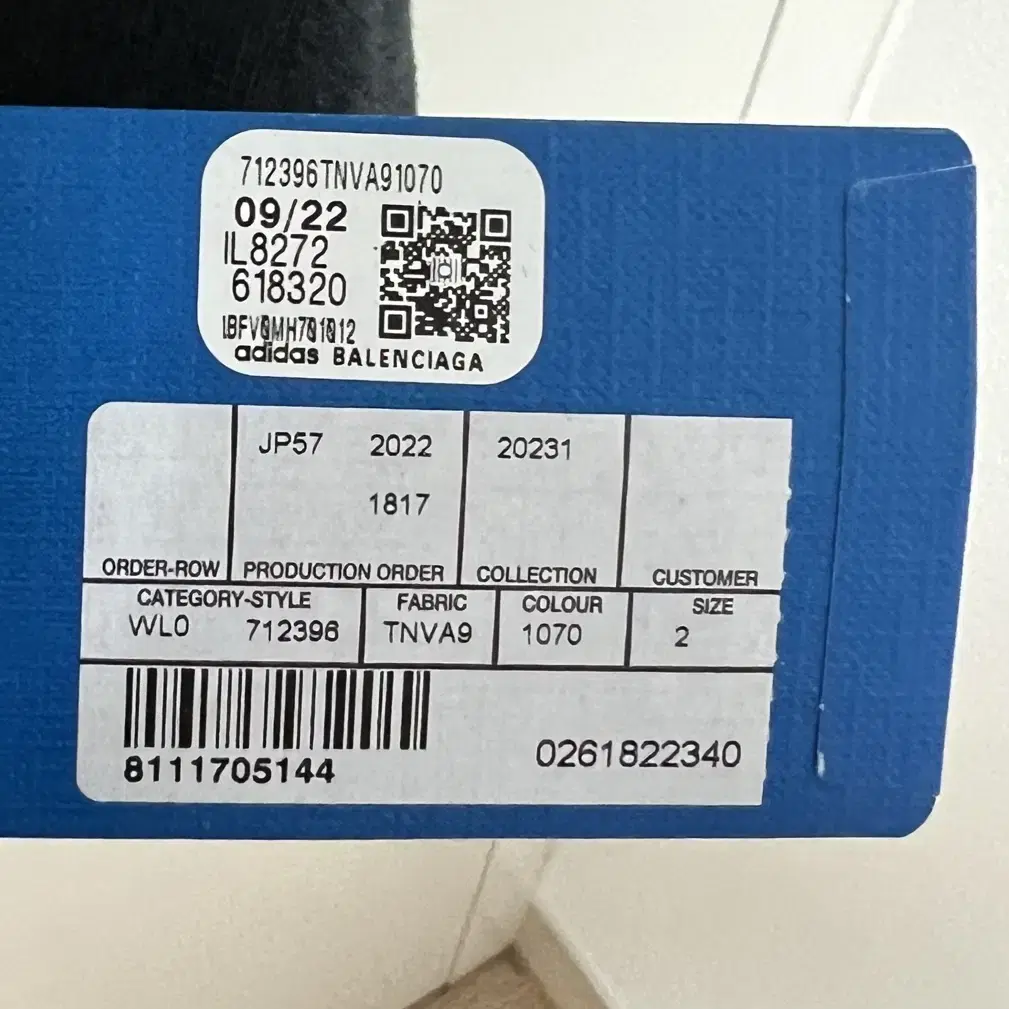 712396TNVA91070
09/22
IL8272
618320
adidas BALENCIAGA
JP57 2022 20231
1817
ORDER-ROW PRODUCTION ORDER COLLECTION CUSTOMER
CATEGORY-STYLE FABRIC COLOUR SIZE
WL0 712396 TNVA9 1070 2
8111705144 0261822340